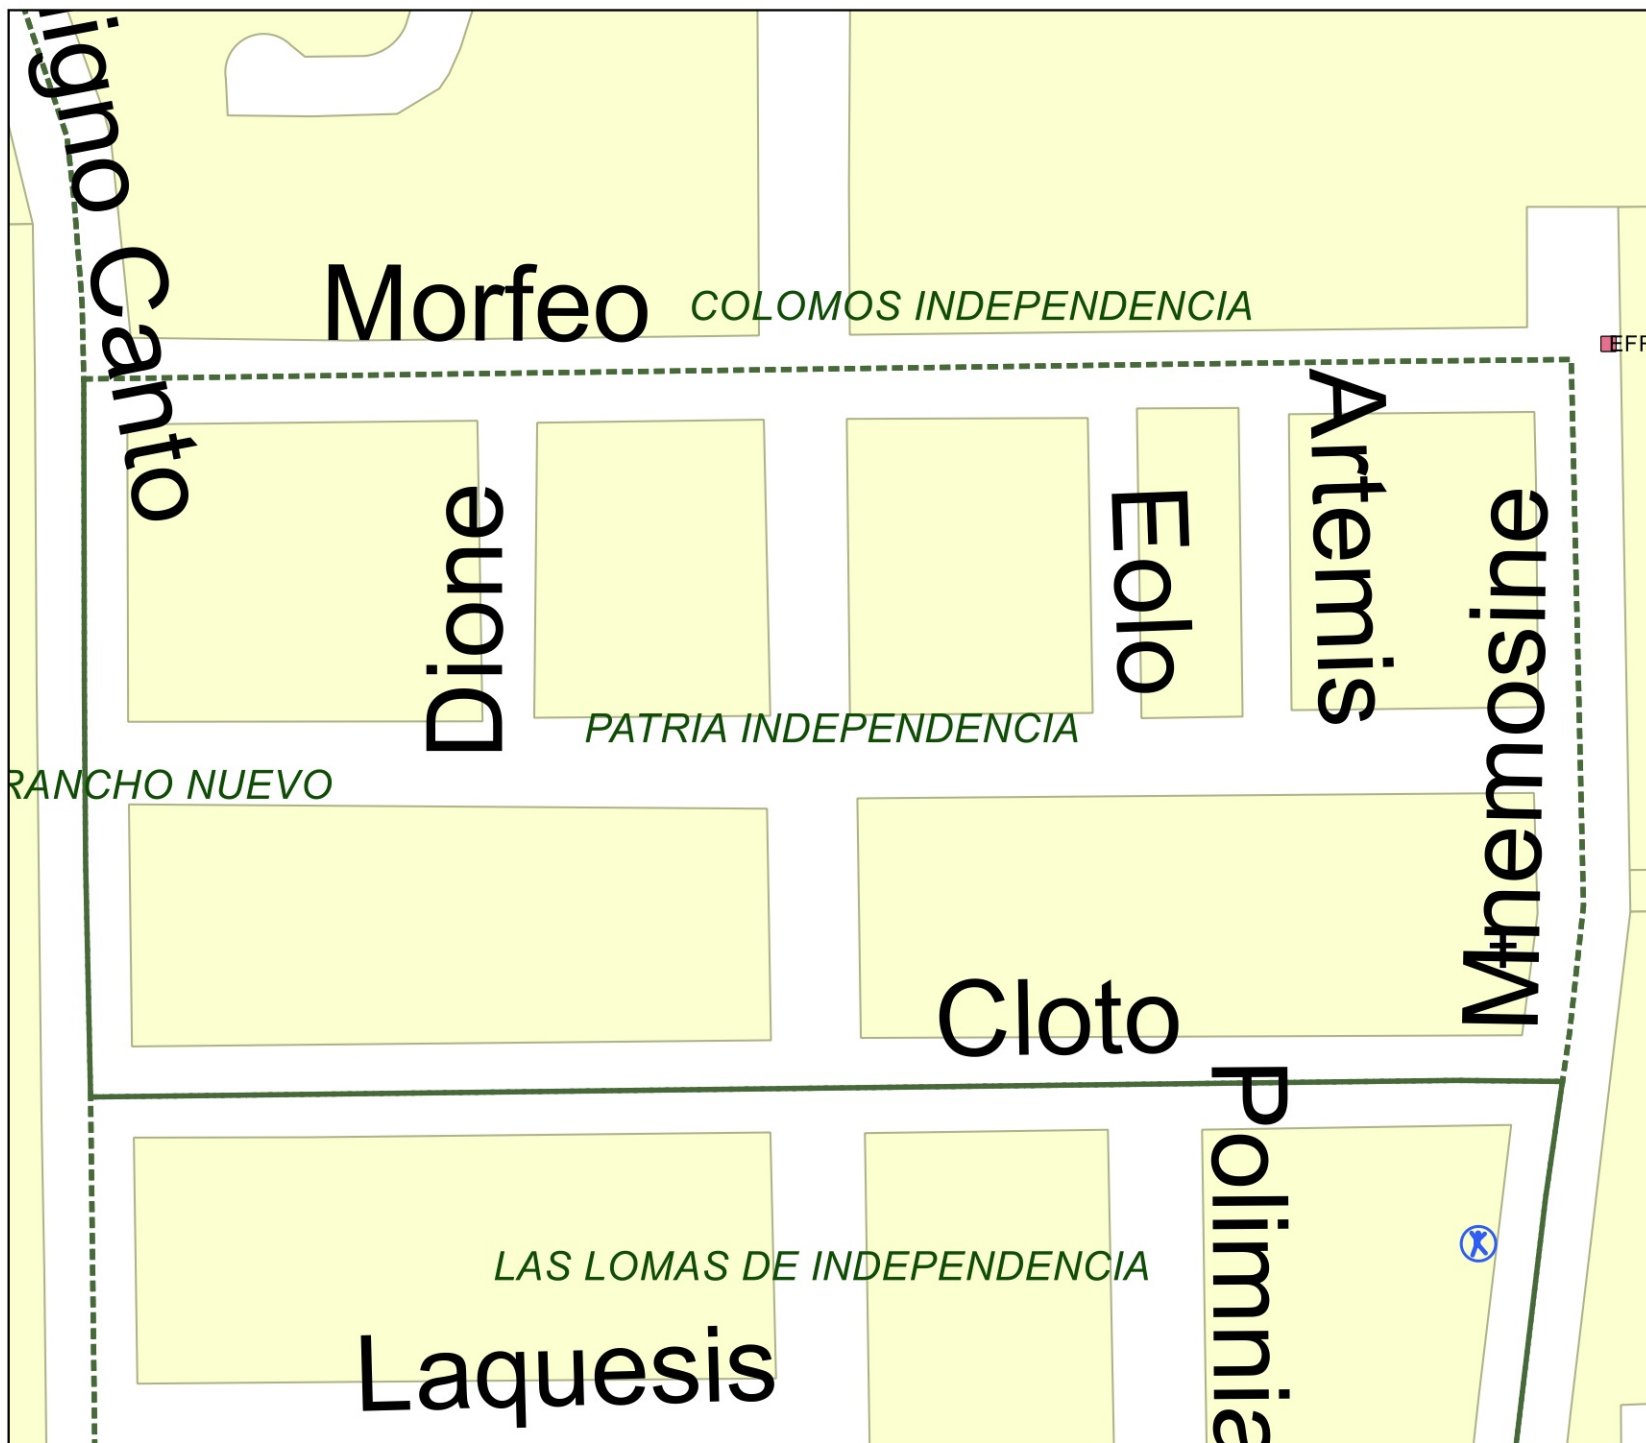 igno Canto
Morfeo
COLOMOS INDEPENDENCIA
EFF
Dione
Eolo
Artemis
Mnemosine
PATRIA INDEPENDENCIA
RANCHO NUEVO
Cloto
Polimnia
LAS LOMAS DE INDEPENDENCIA
Laquesis